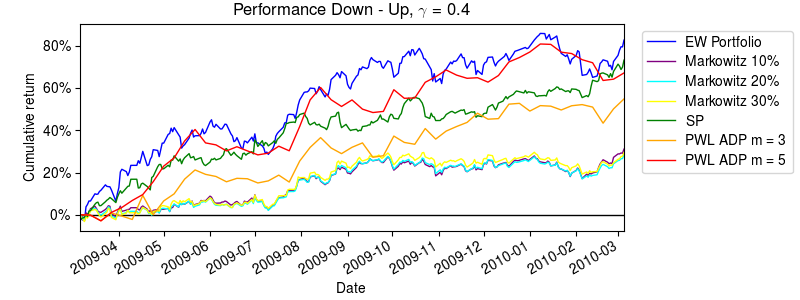 Performance Down - Up, γ = 0.4
Cumulative return
80%
60%
40%
20%
0%
2009-04
2009-05
2009-06
2009-07
2009-08
2009-09
2009-10
2009-11
2009-12
2010-01
2010-02
2010-03
Date
EW Portfolio
Markowitz 10%
Markowitz 20%
Markowitz 30%
SP
PWL ADP m = 3
PWL ADP m = 5